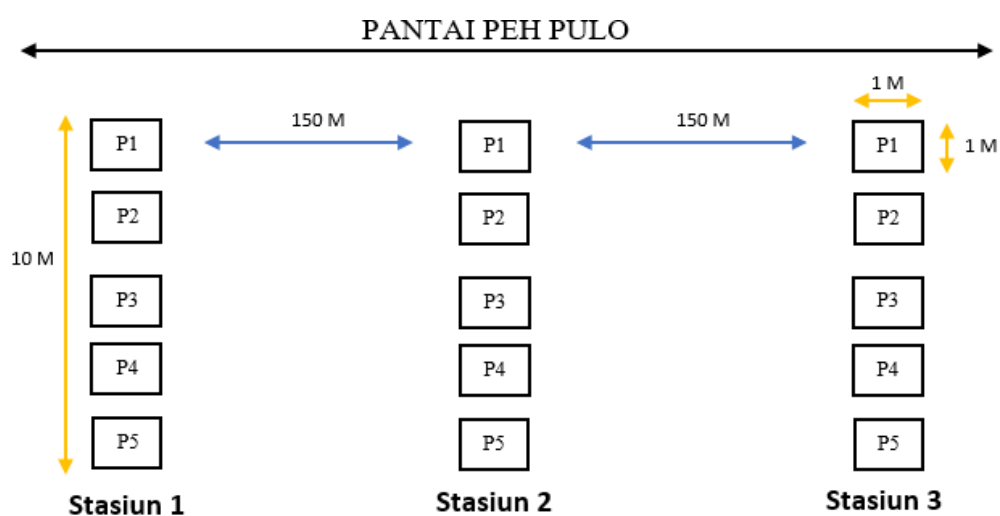 PANTAI PEH PULO
1 M
150 M
150 M
P1
P1
P1
1 M
P2
P2
P2
10 M
P3
P3
P3
P4
P4
P4
P5
P5
P5
Stasiun 1
Stasiun 2
Stasiun 3